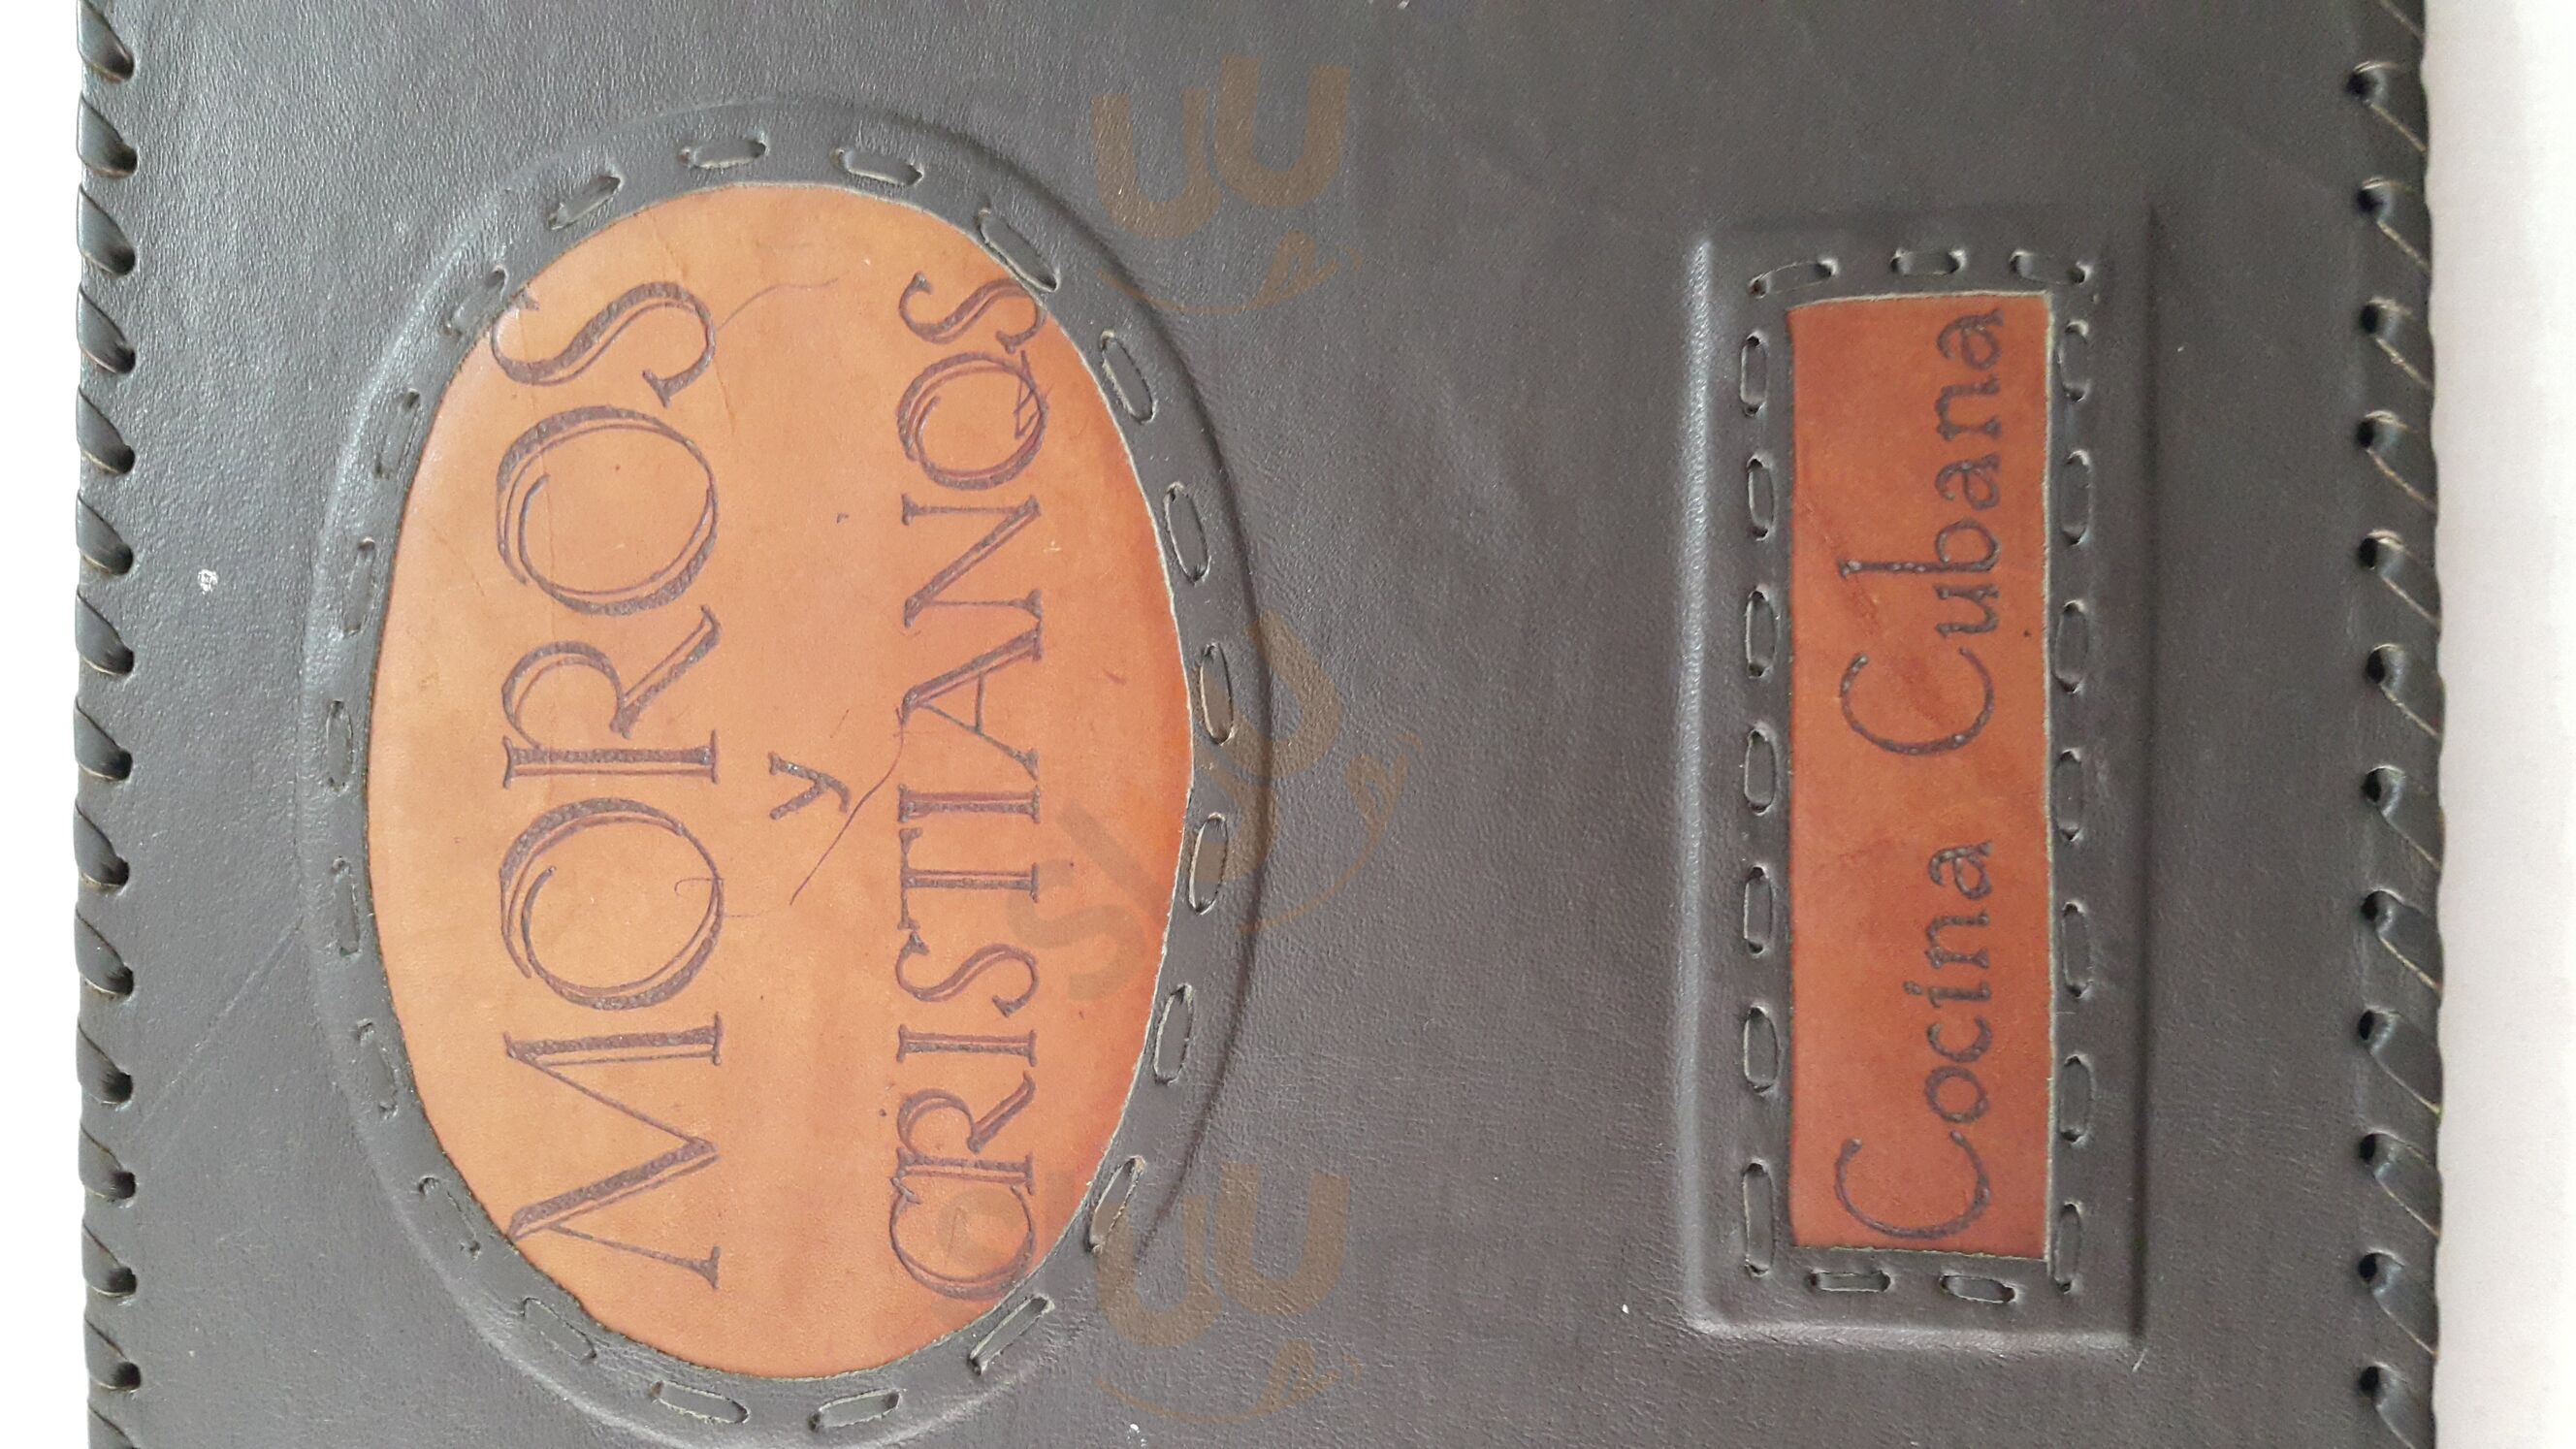 MOROS
y
CRISTIANOS
Cocina Cubana